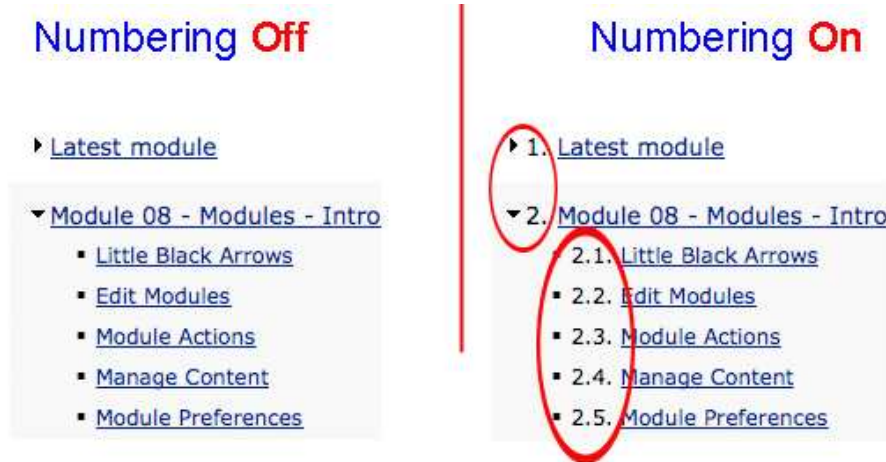 Numbering Off
Latest module
Module 08 - Modules - Intro
Little Black Arrows
Edit Modules
Module Actions
Manage Content
Module Preferences
Numbering On
1. Latest module
2. Module 08 - Modules - Intro
2.1. Little Black Arrows
2.2. Edit Modules
2.3. Module Actions
2.4. Manage Content
2.5. Module Preferences